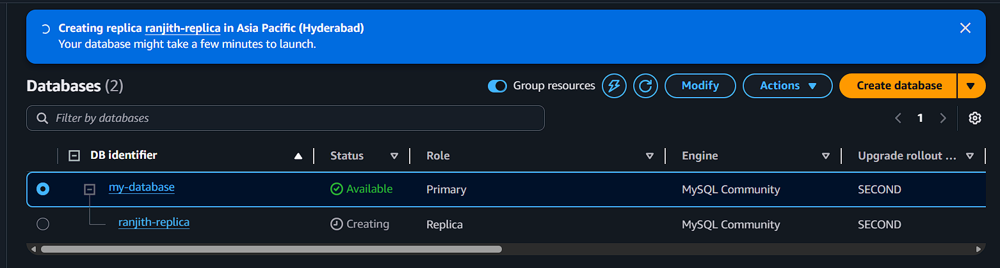 Creating replica ranjith-replica in Asia Pacific (Hyderabad)
Your database might take a few minutes to launch.
Databases (2)
Group resources
Modify
Actions
Create database
Filter by databases
1
DB identifier Status Role Engine Upgrade rollout ...
my-database Available Primary MySQL Community SECOND
ranjith-replica Creating Replica MySQL Community SECOND